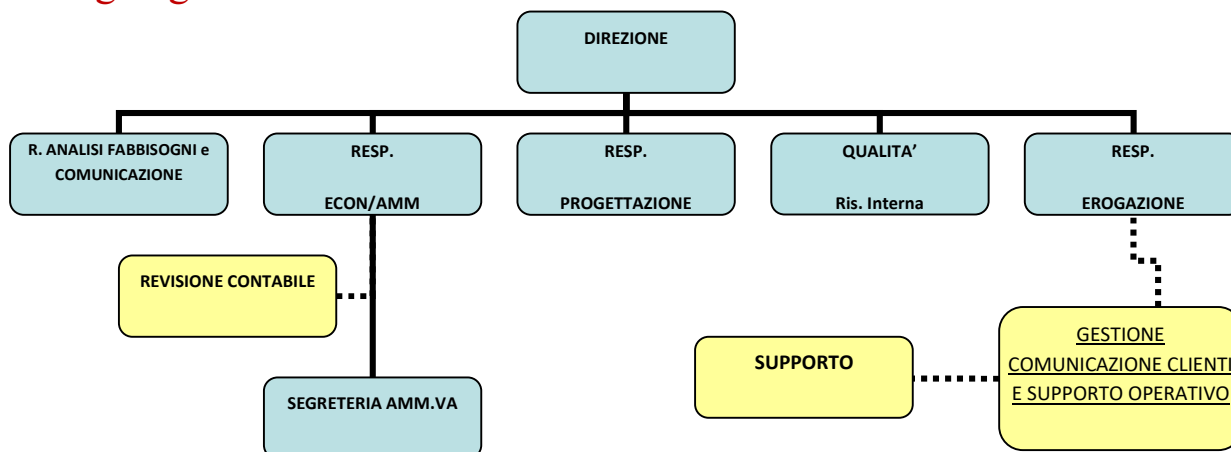 DIREZIONE
R. ANALISI FABBISOGNI e
COMUNICAZIONE
RESP.
ECON/AMM
RESP.
PROGETTAZIONE
QUALITA’
Ris. Interna
RESP.
EROGAZIONE
REVISIONE CONTABILE
SEGRETERIA AMM.VA
SUPPORTO
GESTIONE
COMUNICAZIONE CLIENTI
E SUPPORTO OPERATIVO